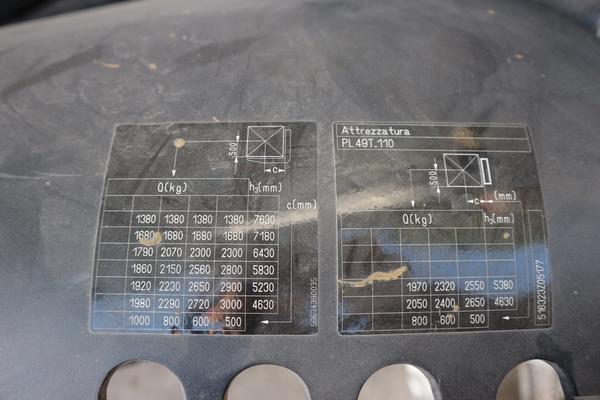 500
c
Q(kg) h3(mm)
c(mm)
1380 1380 1380 1380 7630
1680 1680 1680 1680 7180
1790 2070 2300 2300 6430
1860 2150 2560 2800 5830
1920 2230 2650 2900 5230
1980 2290 2720 3000 4630
1000 800 600 500
50634390035
Attrezzatura
PL49T.110
500
c (mm)
Q(kg) h3(mm)
1970 2320 2550 5380
2050 2400 2650 4630
800 600 500
516323Z05177